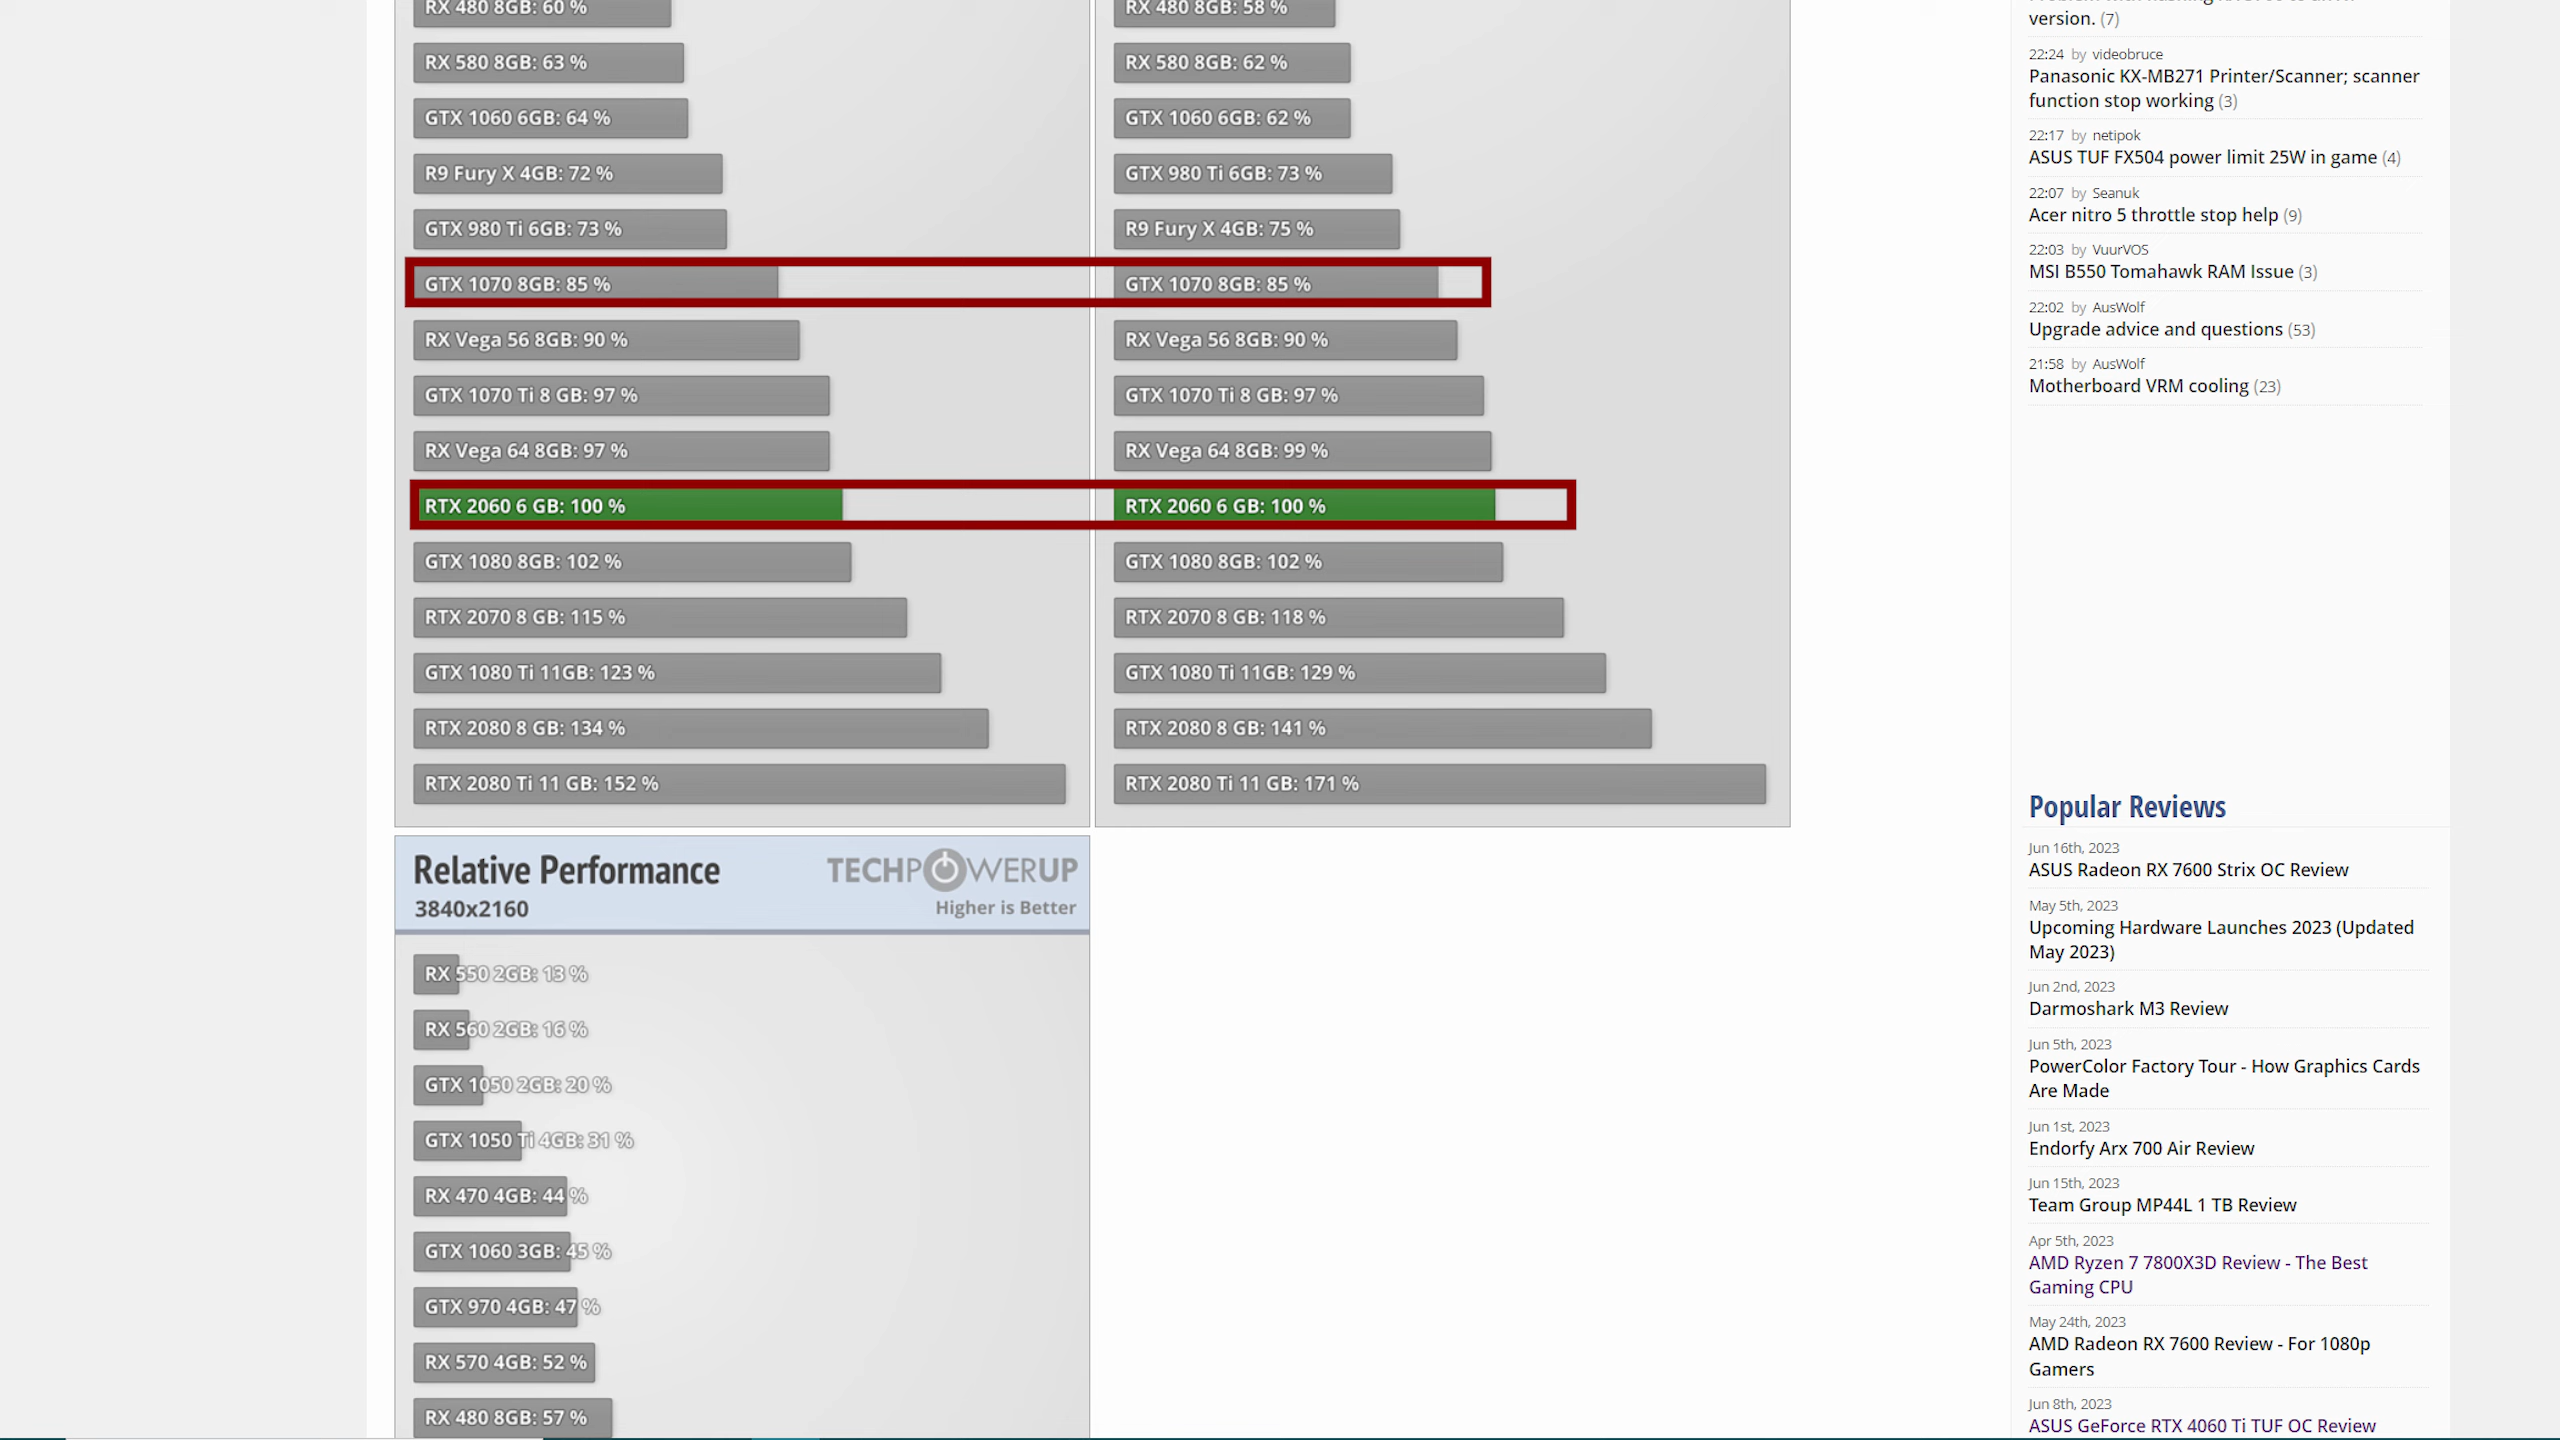 RX 480 8GB: 60 %
RX 580 8GB: 63 %
GTX 1060 6GB: 64 %
R9 Fury X 4GB: 72 %
GTX 980 Ti 6GB: 73 %
GTX 1070 8GB: 85 %
RX Vega 56 8GB: 90 %
GTX 1070 Ti 8 GB: 97 %
RX Vega 64 8GB: 97 %
RTX 2060 6 GB: 100 %
GTX 1080 8GB: 102 %
RTX 2070 8 GB: 115 %
GTX 1080 Ti 11GB: 123 %
RTX 2080 8 GB: 134 %
RTX 2080 Ti 11 GB: 152 %
RX 480 8GB: 58 %
RX 580 8GB: 62 %
GTX 1060 6GB: 62 %
GTX 980 Ti 6GB: 73 %
R9 Fury X 4GB: 75 %
GTX 1070 8GB: 85 %
RX Vega 56 8GB: 90 %
GTX 1070 Ti 8 GB: 97 %
RX Vega 64 8GB: 99 %
RTX 2060 6 GB: 100 %
GTX 1080 8GB: 102 %
RTX 2070 8 GB: 118 %
GTX 1080 Ti 11GB: 129 %
RTX 2080 8 GB: 141 %
RTX 2080 Ti 11 GB: 171 %
Relative Performance
TECHPOWERUP
3840x2160
Higher is Better
RX 550 2GB: 13 %
RX 560 2GB: 16 %
GTX 1050 2GB: 20 %
GTX 1050 Ti 4GB: 31 %
RX 470 4GB: 44 %
GTX 1060 3GB: 45 %
GTX 970 4GB: 47 %
RX 570 4GB: 52 %
RX 480 8GB: 57 %
version. (7)
22:24 by videobruce
Panasonic KX-MB271 Printer/Scanner; scanner
function stop working (3)
22:17 by netipok
ASUS TUF FX504 power limit 25W in game (4)
22:07 by Seanuk
Acer nitro 5 throttle stop help (9)
22:03 by VuurVOS
MSI B550 Tomahawk RAM Issue (3)
22:02 by AusWolf
Upgrade advice and questions (53)
21:58 by AusWolf
Motherboard VRM cooling (23)
Popular Reviews
Jun 16th, 2023
ASUS Radeon RX 7600 Strix OC Review
May 5th, 2023
Upcoming Hardware Launches 2023 (Updated
May 2023)
Jun 2nd, 2023
Darmoshark M3 Review
Jun 5th, 2023
PowerColor Factory Tour - How Graphics Cards
Are Made
Jun 1st, 2023
Endorfy Arx 700 Air Review
Jun 15th, 2023
Team Group MP44L 1 TB Review
Apr 5th, 2023
AMD Ryzen 7 7800X3D Review - The Best
Gaming CPU
May 24th, 2023
AMD Radeon RX 7600 Review - For 1080p
Gamers
Jun 8th, 2023
ASUS GeForce RTX 4060 Ti TUF OC Review